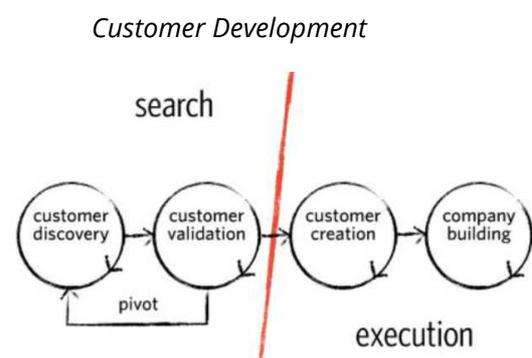 Customer Development
search
customer
discovery
customer
validation
customer
creation
company
building
pivot
execution